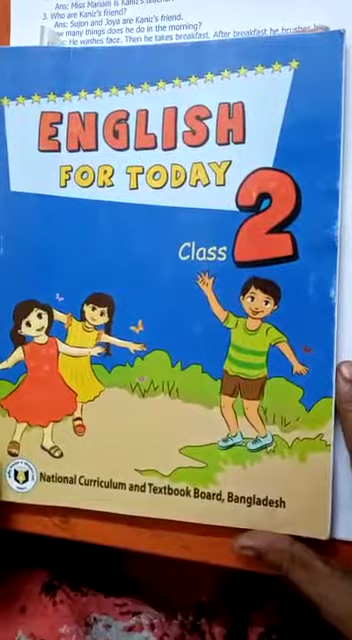 Ans: Miss Mariam is Kaniz's
3. Who are Kaniz's friend?
Ans: Sujon and Joya are Kaniz's friend.
many things does he do in the morning?
He washes face. Then he takes breakfast. After breakfast he brushes his
ENGLISH
FOR TODAY
2
Class
National Curriculum and Textbook Board, Bangladesh